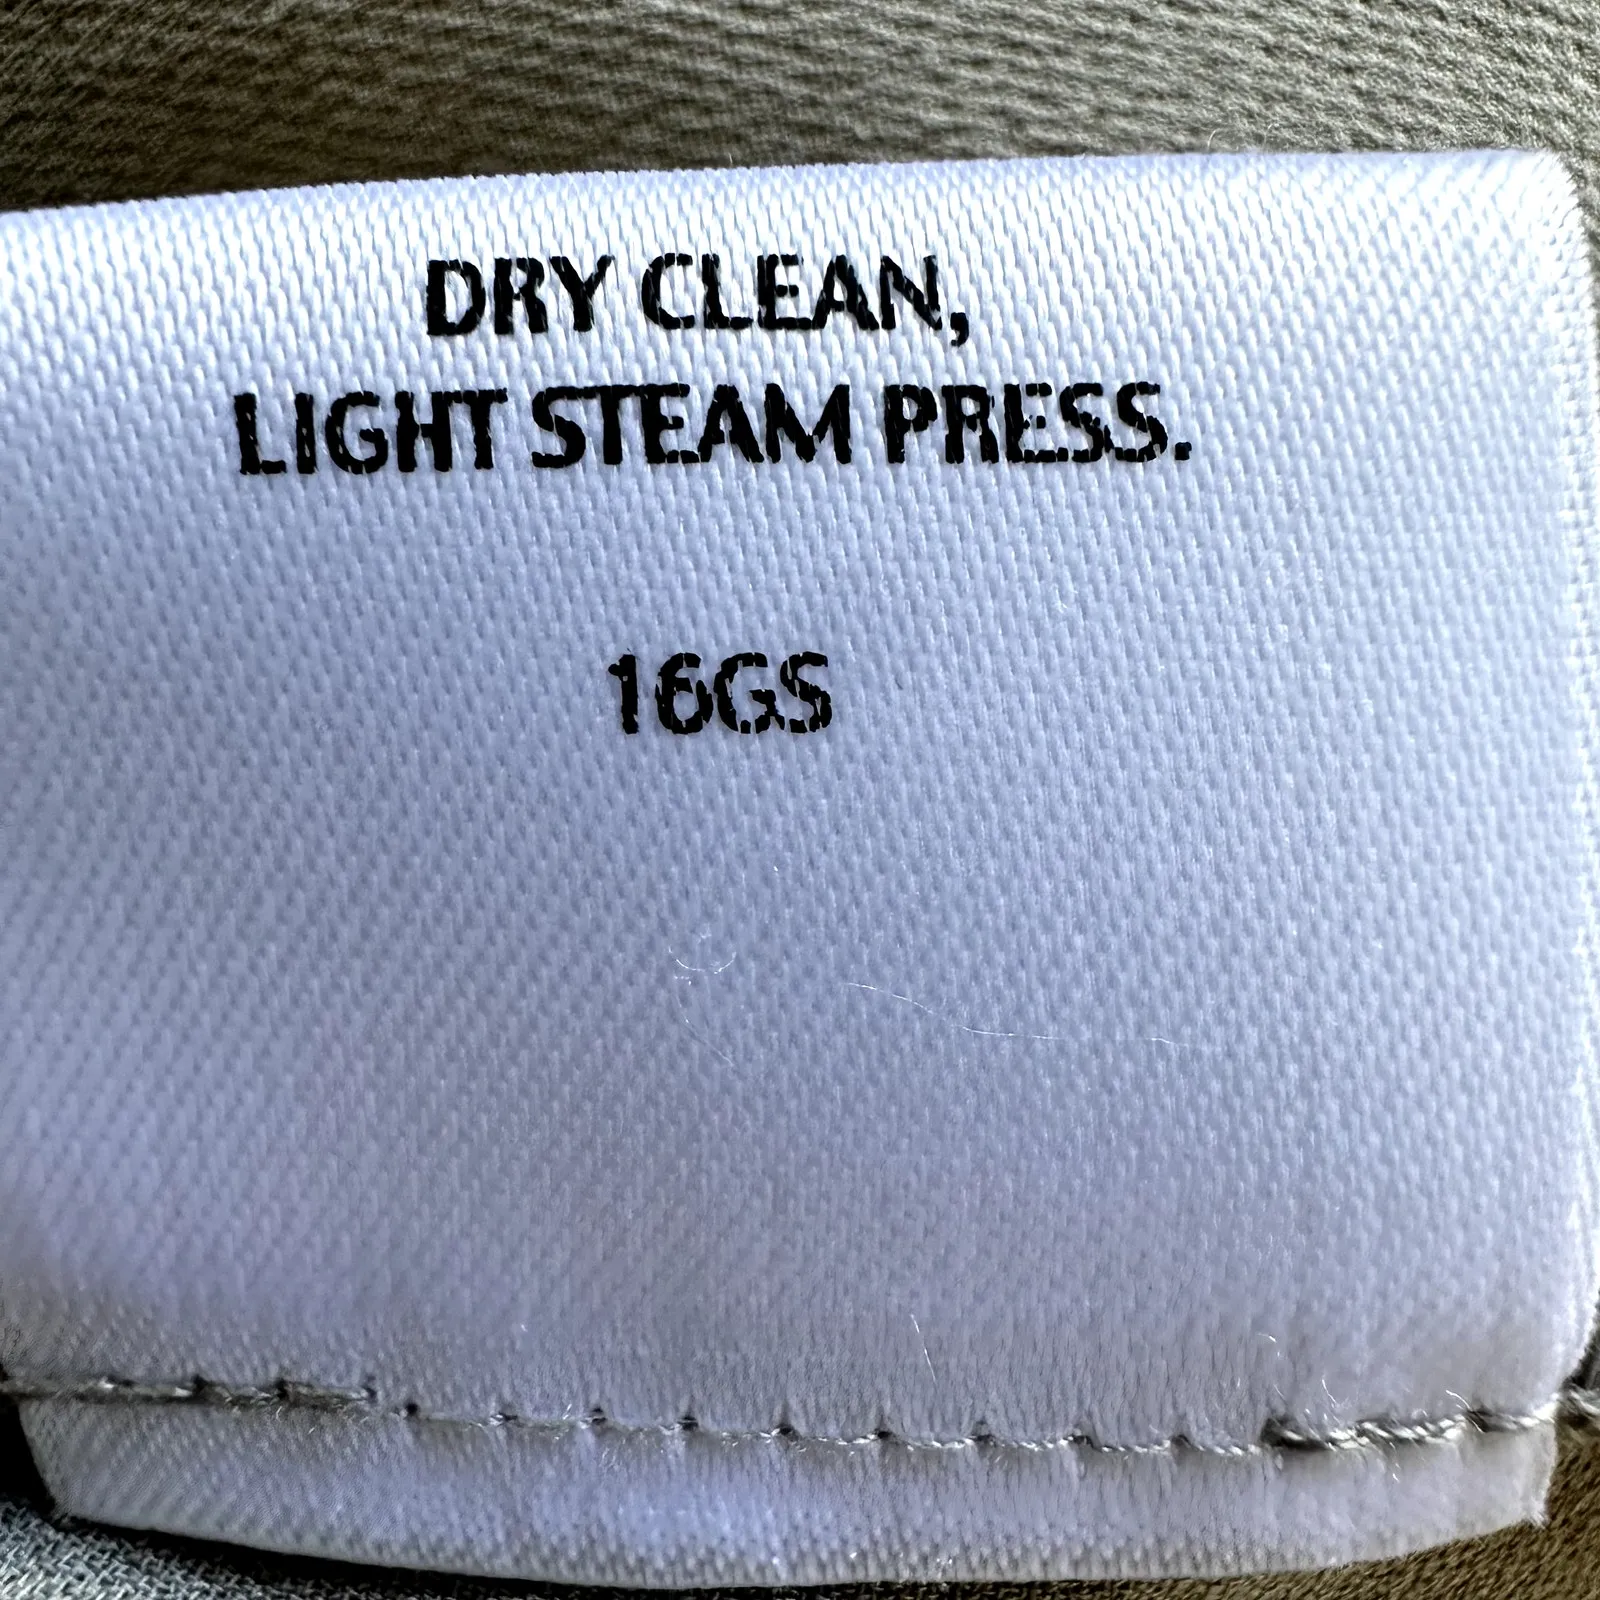 DRY CLEAN,
LIGHT STEAM PRESS.
16GS